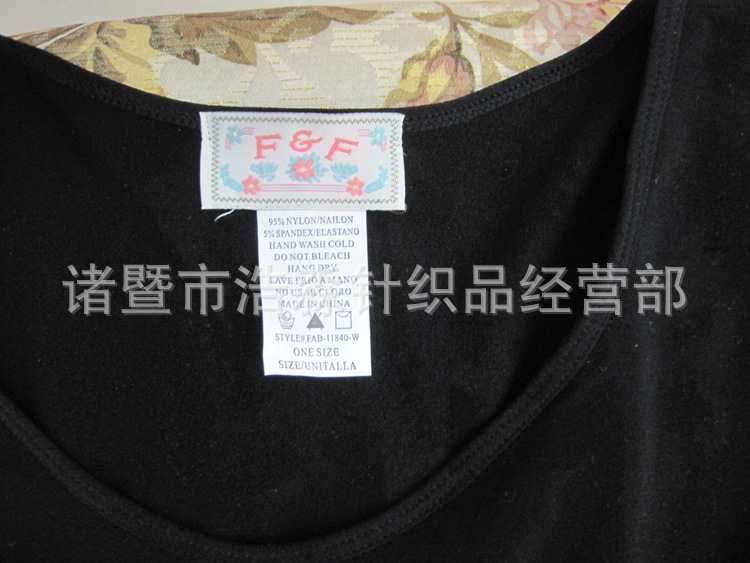 F & F
95% NYLON/NAILON
5% SPANDEX/ELASTANO
HAND WASH COLD
DO NOT BLEACH
HANG DRY.
LAVE FRIO A MANO
NO USAR CLORO
MADE IN CHINA
STYLE# FAB-11840-W
ONE SIZE
SIZE/UNITALLA
诸暨市浩 针织品经营部